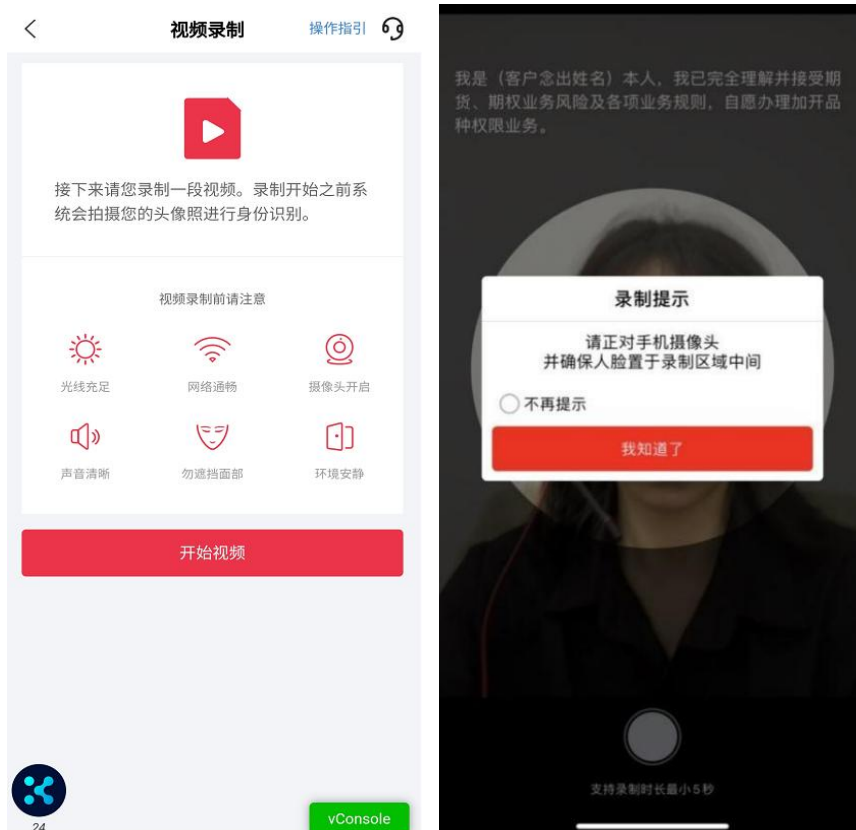 视频录制
操作指引
接下来请您录制一段视频。录制开始之前系
统会拍摄您的头像照进行身份识别。
视频录制前请注意
光线充足
网络通畅
摄像头开启
声音清晰
勿遮挡面部
环境安静
开始视频
24
vConsole
我是（客户念出姓名）本人，我已完全理解并接受期
货、期权业务风险及各项业务规则，自愿办理加开品
种权限业务。
录制提示
请正对手机摄像头
并确保人脸置于录制区域中间
不再提示
我知道了
支持录制时长最小5秒